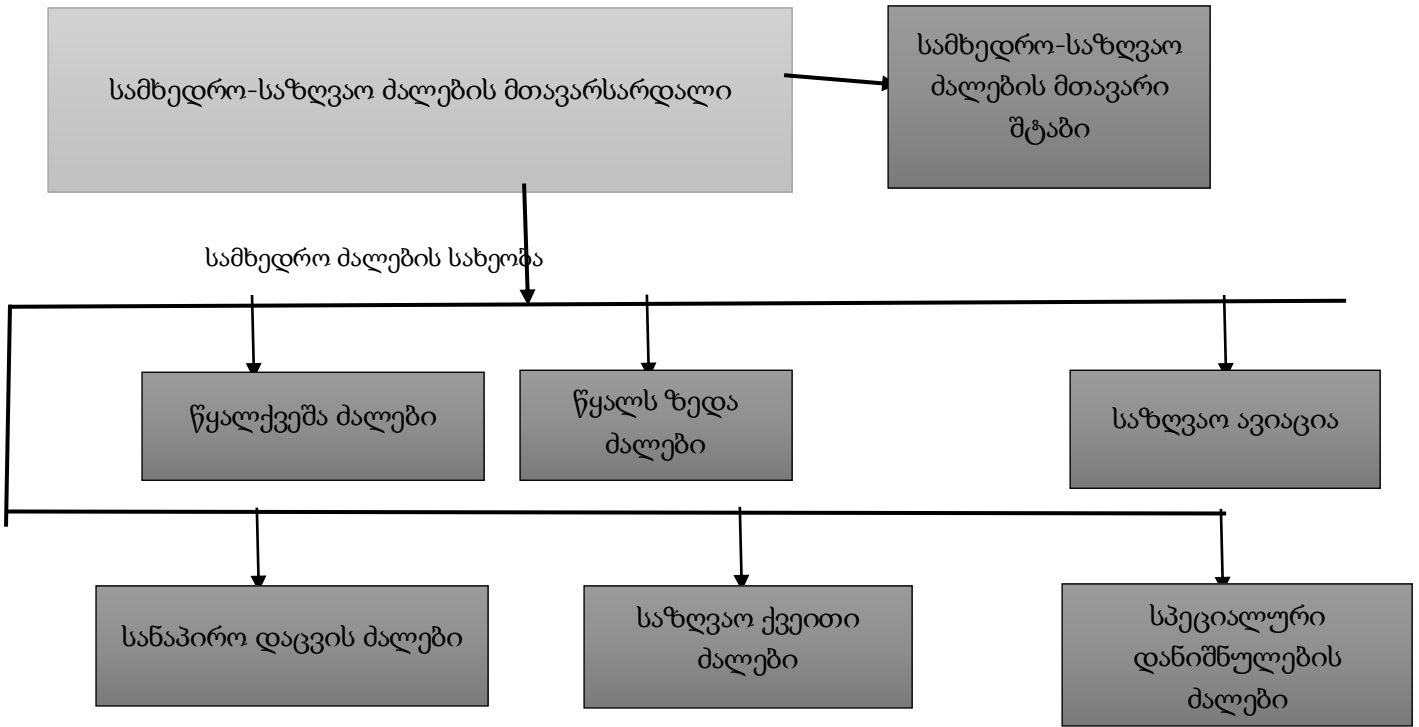 სამხედრო-საზღვაო ძალების მთავარსარდალი
სამხედრო-საზღვაო
ძალების მთავარი
შტაბი
სამხედრო ძალების სახეობა
წყალქვეშა ძალები
წყალს ზედა
ძალები
საზღვაო ავიაცია
სანაპირო დაცვის ძალები
საზღვაო ქვეითი
ძალები
სპეციალური
დანიშნულების
ძალები